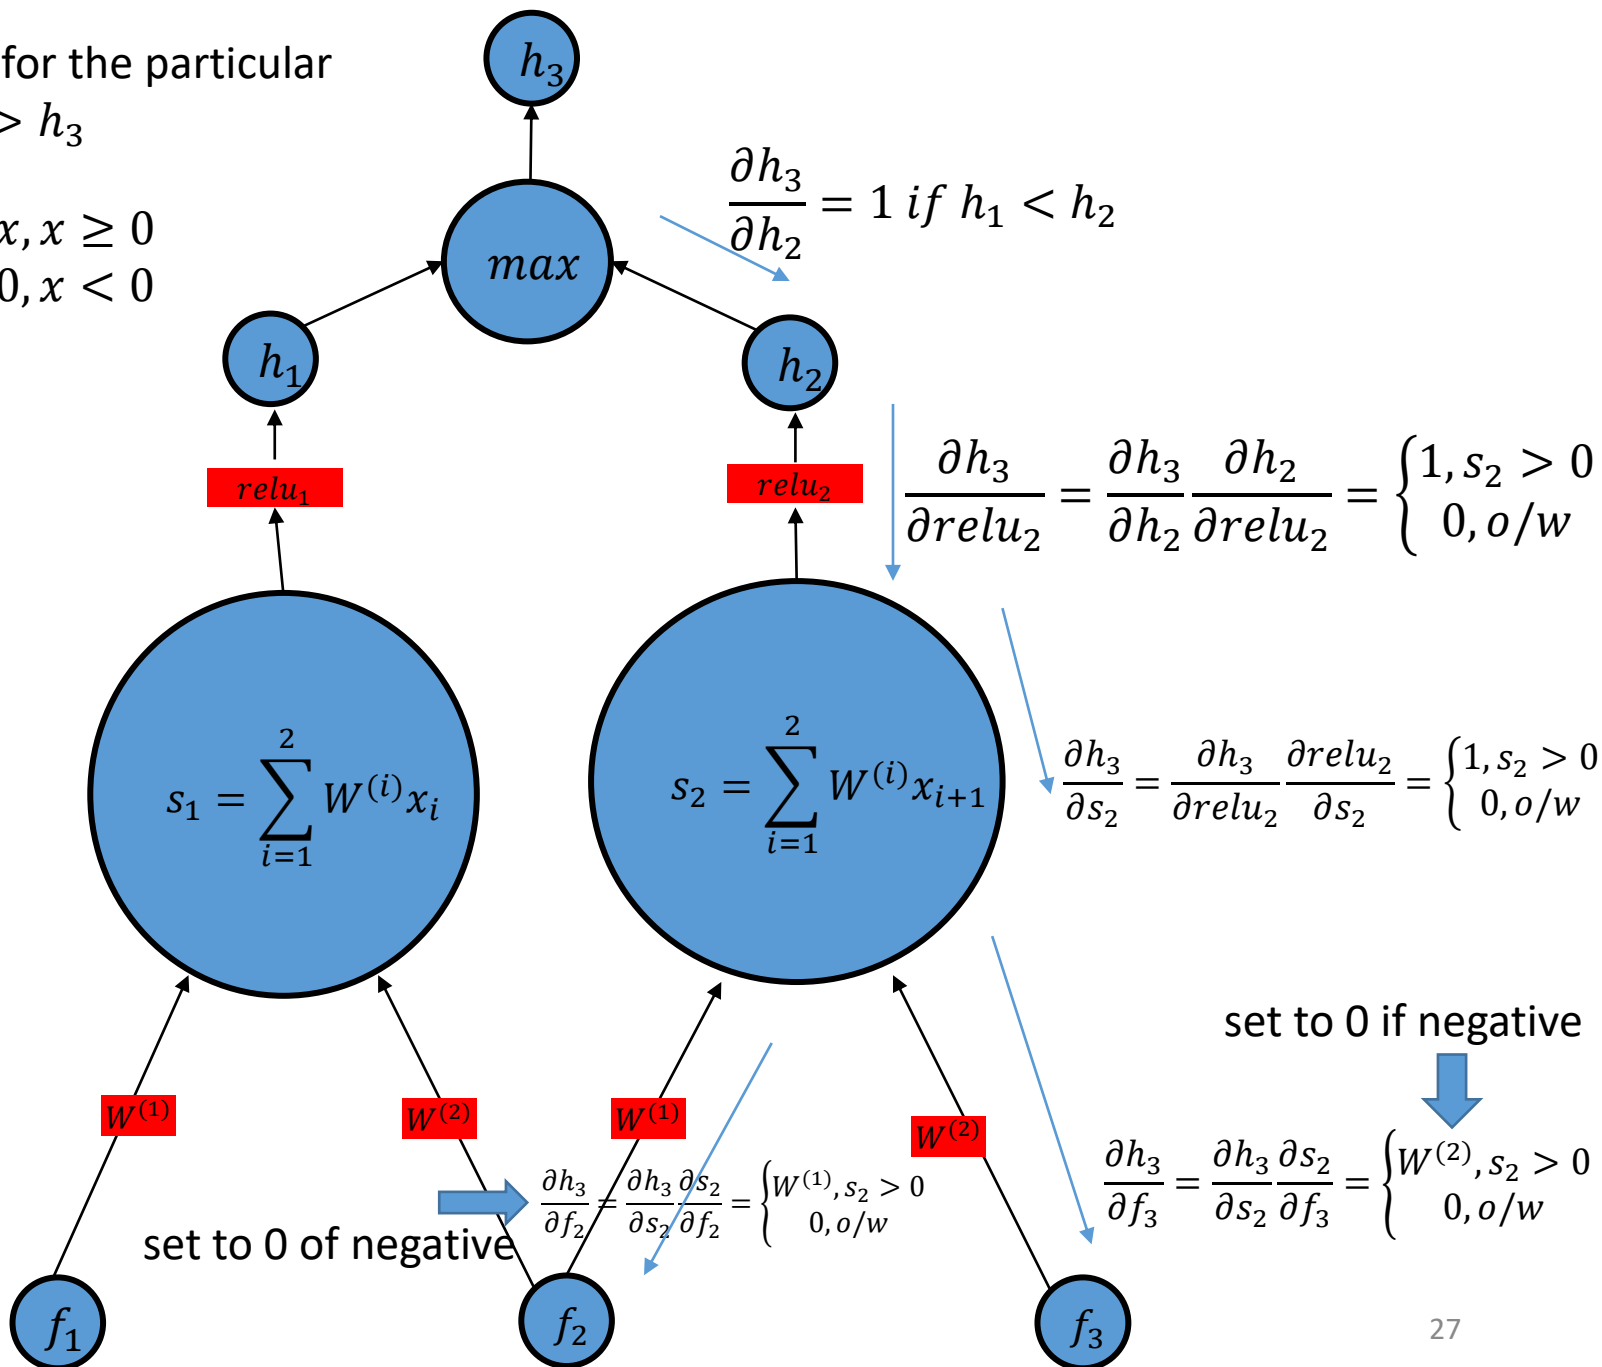 for the particular
> h₃
x, x ≥ 0
0, x < 0
h₃
max
∂h₃/∂h₂ = 1 if h₁ < h₂
h₁
h₂
relu₁
relu₂
∂h₃/∂relu₂ = ∂h₃/∂h₂ ∂h₂/∂relu₂ = {1, s₂ > 0
0, o/w
s₁ = ∑_{i=1}^{2} W⁽ⁱ⁾xᵢ
s₂ = ∑_{i=1}^{2} W⁽ⁱ⁾xᵢ₊₁
∂h₃/∂s₂ = ∂h₃/∂relu₂ ∂relu₂/∂s₂ = {1, s₂ > 0
0, o/w
set to 0 if negative
W⁽¹⁾
W⁽²⁾
W⁽¹⁾
W⁽²⁾
∂h₃/∂f₂ = ∂h₃/∂s₂ ∂s₂/∂f₂ = {W⁽¹⁾, s₂ > 0
0, o/w
∂h₃/∂f₃ = ∂h₃/∂s₂ ∂s₂/∂f₃ = {W⁽²⁾, s₂ > 0
0, o/w
set to 0 of negative
f₁
f₂
f₃
27